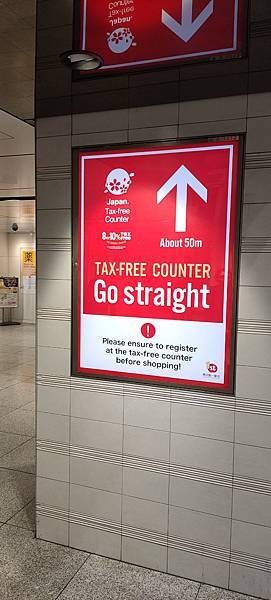 Japan.
Tax-free
Counter
About 50m
TAX-FREE COUNTER
Go straight
Please ensure to register
at the tax-free counter
before shopping!
薬